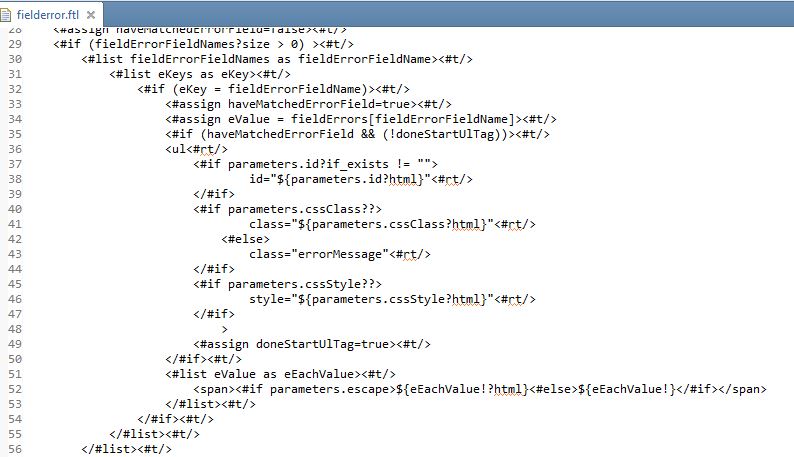 fielderror.ftl
28 <#assign haveMatchedErrorField=false><#t/>
29 <#if (fieldErrorFieldNames?size > 0) ><#t/>
30 <#list fieldErrorFieldNames as fieldErrorFieldName><#t/>
31 <#list eKeys as eKey><#t/>
32 <#if (eKey = fieldErrorFieldName)><#t/>
33 <#assign haveMatchedErrorField=true><#t/>
34 <#assign eValue = fieldErrors[fieldErrorFieldName]><#t/>
35 <#if (haveMatchedErrorField && (!doneStartUlTag))><#t/>
36 <ul<#rt/>
37 <#if parameters.id?if_exists != "">
38 id="${parameters.id?html}"<#rt/>
39 </#if>
40 <#if parameters.cssClass??>
41 class="${parameters.cssClass?html}"<#rt/>
42 <#else>
43 class="errorMessage"<#rt/>
44 </#if>
45 <#if parameters.cssStyle??>
46 style="${parameters.cssStyle?html}"<#rt/>
47 </#if>
48 >
49 <#assign doneStartUlTag=true><#t/>
50 </#if><#t/>
51 <#list eValue as eEachValue><#t/>
52 <span><#if parameters.escape>${eEachValue!?html}<#else>${eEachValue!}</#if></span>
53 </#list><#t/>
54 </#if><#t/>
55 </#list><#t/>
56 </#list><#t/>